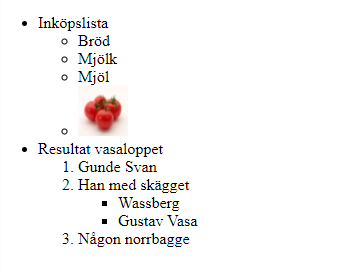 Inköpslista
Bröd
Mjölk
Mjöl
Resultat vasaloppet
1. Gunde Svan
2. Han med skägget
Wassberg
Gustav Vasa
3. Någon norrbagge